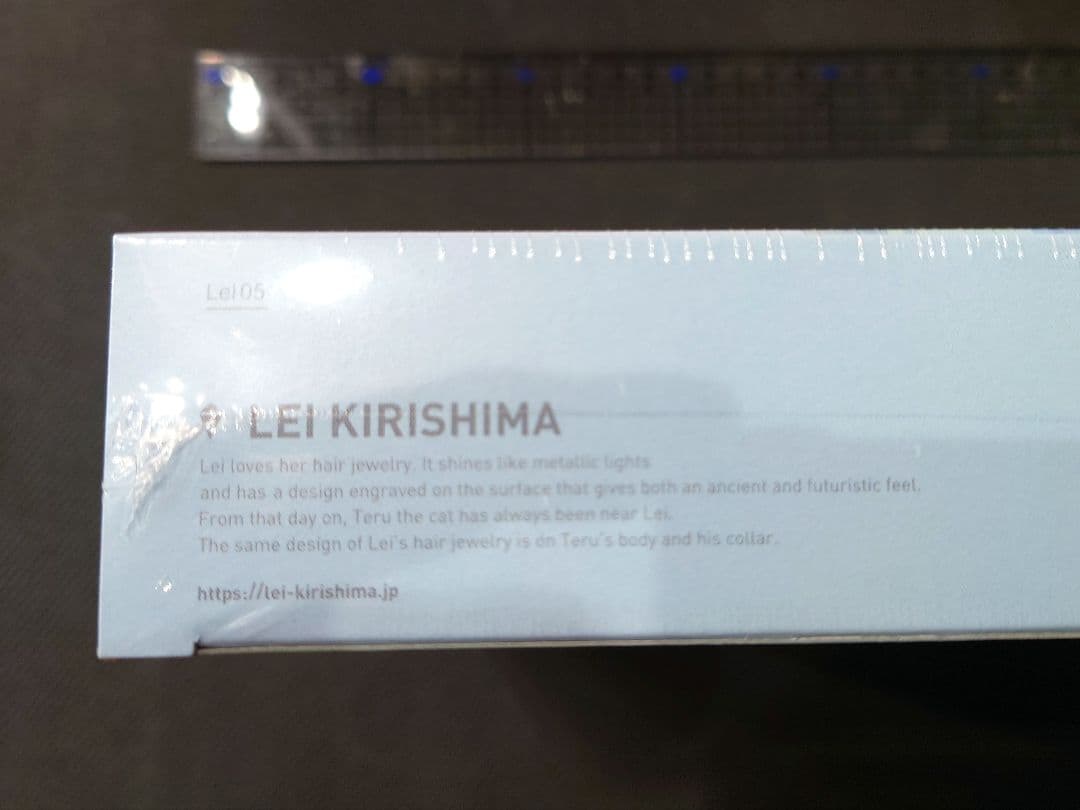 Lei05
LEI KIRISHIMA
Lei loves her hair jewelry. It shines like metallic lights
and has a design engraved on the surface that gives both an ancient and futuristic feel.
From that day on, Teru the cat has always been near Lei.
The same design of Lei's hair jewelry is on Teru's body and his collar.
https://lei-kirishima.jp